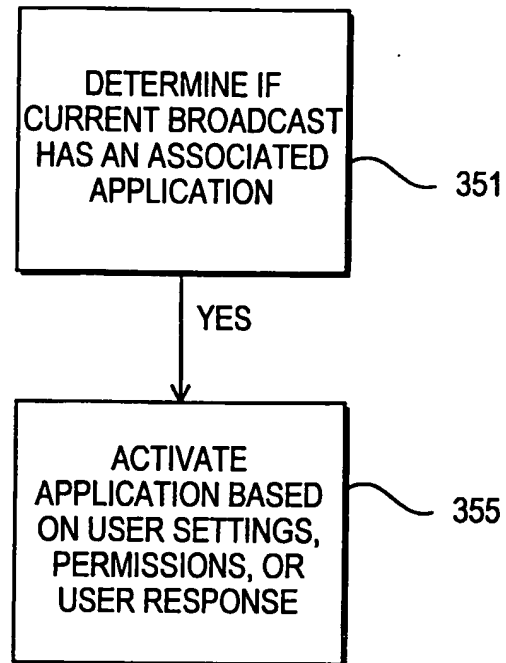 DETERMINE IF
CURRENT BROADCAST
HAS AN ASSOCIATED
APPLICATION
351
YES
ACTIVATE
APPLICATION BASED
ON USER SETTINGS,
PERMISSIONS, OR
USER RESPONSE
355